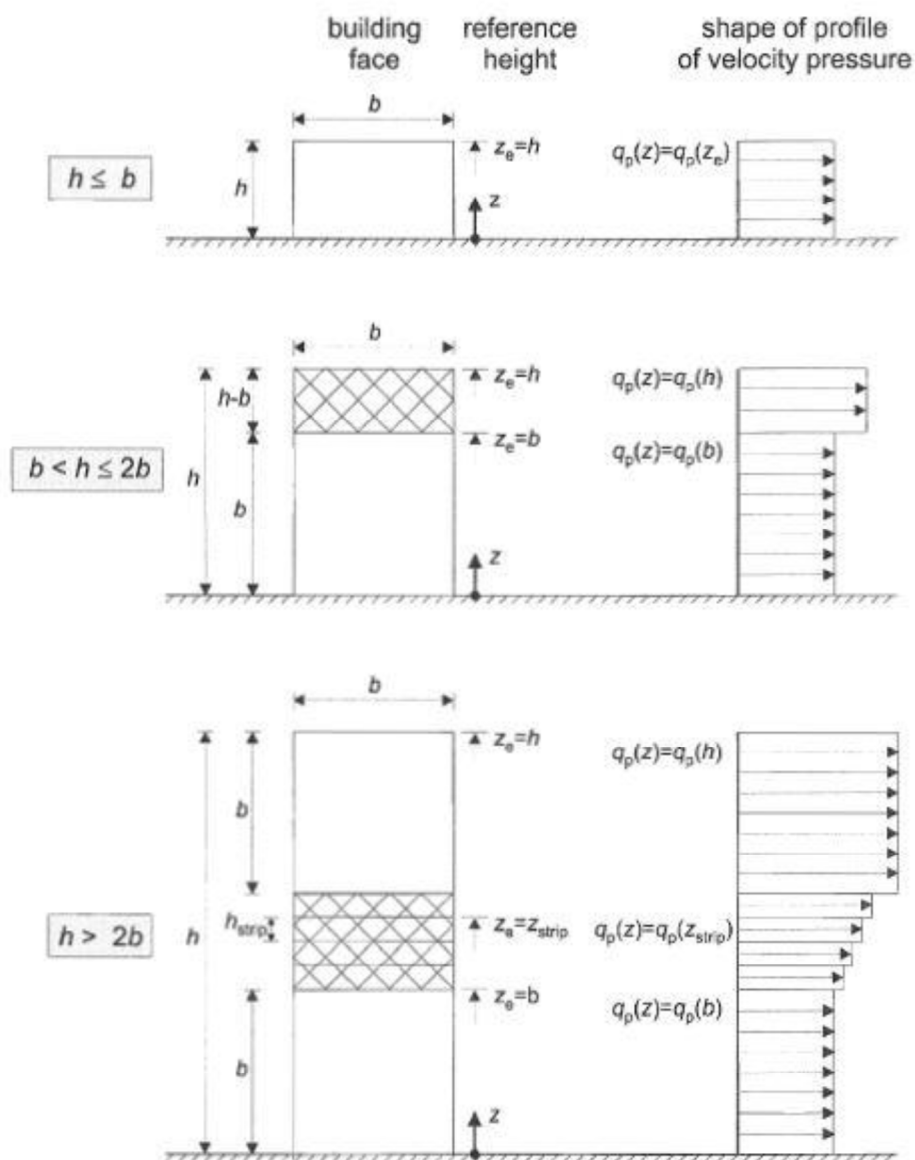 building face
reference height
shape of profile of velocity pressure
b
h ≤ b
h
z_e=h
z
q_p(z)=q_p(z_e)
b
b < h ≤ 2b
h
h-b
b
z_e=h
z_e=b
z
q_p(z)=q_p(h)
q_p(z)=q_p(b)
b
h > 2b
h
b
h_strip
b
z_e=h
z_e=z_strip
z_e=b
z
q_p(z)=q_p(h)
q_p(z)=q_p(z_strip)
q_p(z)=q_p(b)